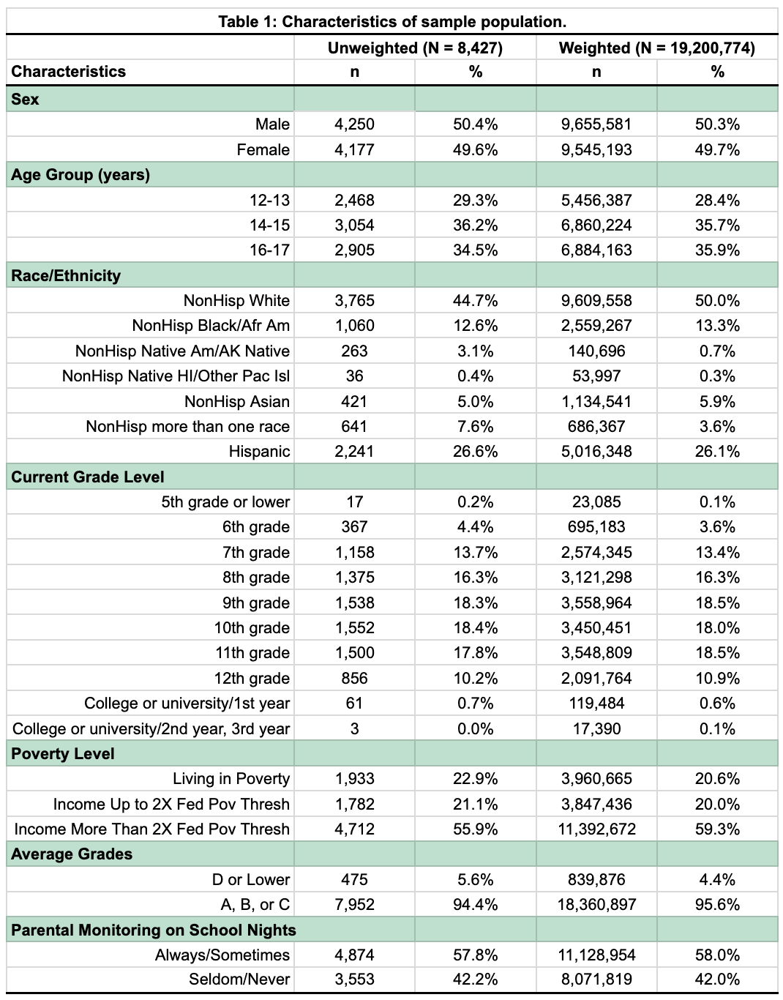 Table 1: Characteristics of sample population.
Unweighted (N = 8,427) Weighted (N = 19,200,774)
Characteristics n % n %
Sex
Male 4,250 50.4% 9,655,581 50.3%
Female 4,177 49.6% 9,545,193 49.7%
Age Group (years)
12-13 2,468 29.3% 5,456,387 28.4%
14-15 3,054 36.2% 6,860,224 35.7%
16-17 2,905 34.5% 6,884,163 35.9%
Race/Ethnicity
NonHisp White 3,765 44.7% 9,609,558 50.0%
NonHisp Black/Afr Am 1,060 12.6% 2,559,267 13.3%
NonHisp Native Am/AK Native 263 3.1% 140,696 0.7%
NonHisp Native HI/Other Pac Isl 36 0.4% 53,997 0.3%
NonHisp Asian 421 5.0% 1,134,541 5.9%
NonHisp more than one race 641 7.6% 686,367 3.6%
Hispanic 2,241 26.6% 5,016,348 26.1%
Current Grade Level
5th grade or lower 17 0.2% 23,085 0.1%
6th grade 367 4.4% 695,183 3.6%
7th grade 1,158 13.7% 2,574,345 13.4%
8th grade 1,375 16.3% 3,121,298 16.3%
9th grade 1,538 18.3% 3,558,964 18.5%
10th grade 1,552 18.4% 3,450,451 18.0%
11th grade 1,500 17.8% 3,548,809 18.5%
12th grade 856 10.2% 2,091,764 10.9%
College or university/1st year 61 0.7% 119,484 0.6%
College or university/2nd year, 3rd year 3 0.0% 17,390 0.1%
Poverty Level
Living in Poverty 1,933 22.9% 3,960,665 20.6%
Income Up to 2X Fed Pov Thresh 1,782 21.1% 3,847,436 20.0%
Income More Than 2X Fed Pov Thresh 4,712 55.9% 11,392,672 59.3%
Average Grades
D or Lower 475 5.6% 839,876 4.4%
A, B, or C 7,952 94.4% 18,360,897 95.6%
Parental Monitoring on School Nights
Always/Sometimes 4,874 57.8% 11,128,954 58.0%
Seldom/Never 3,553 42.2% 8,071,819 42.0%